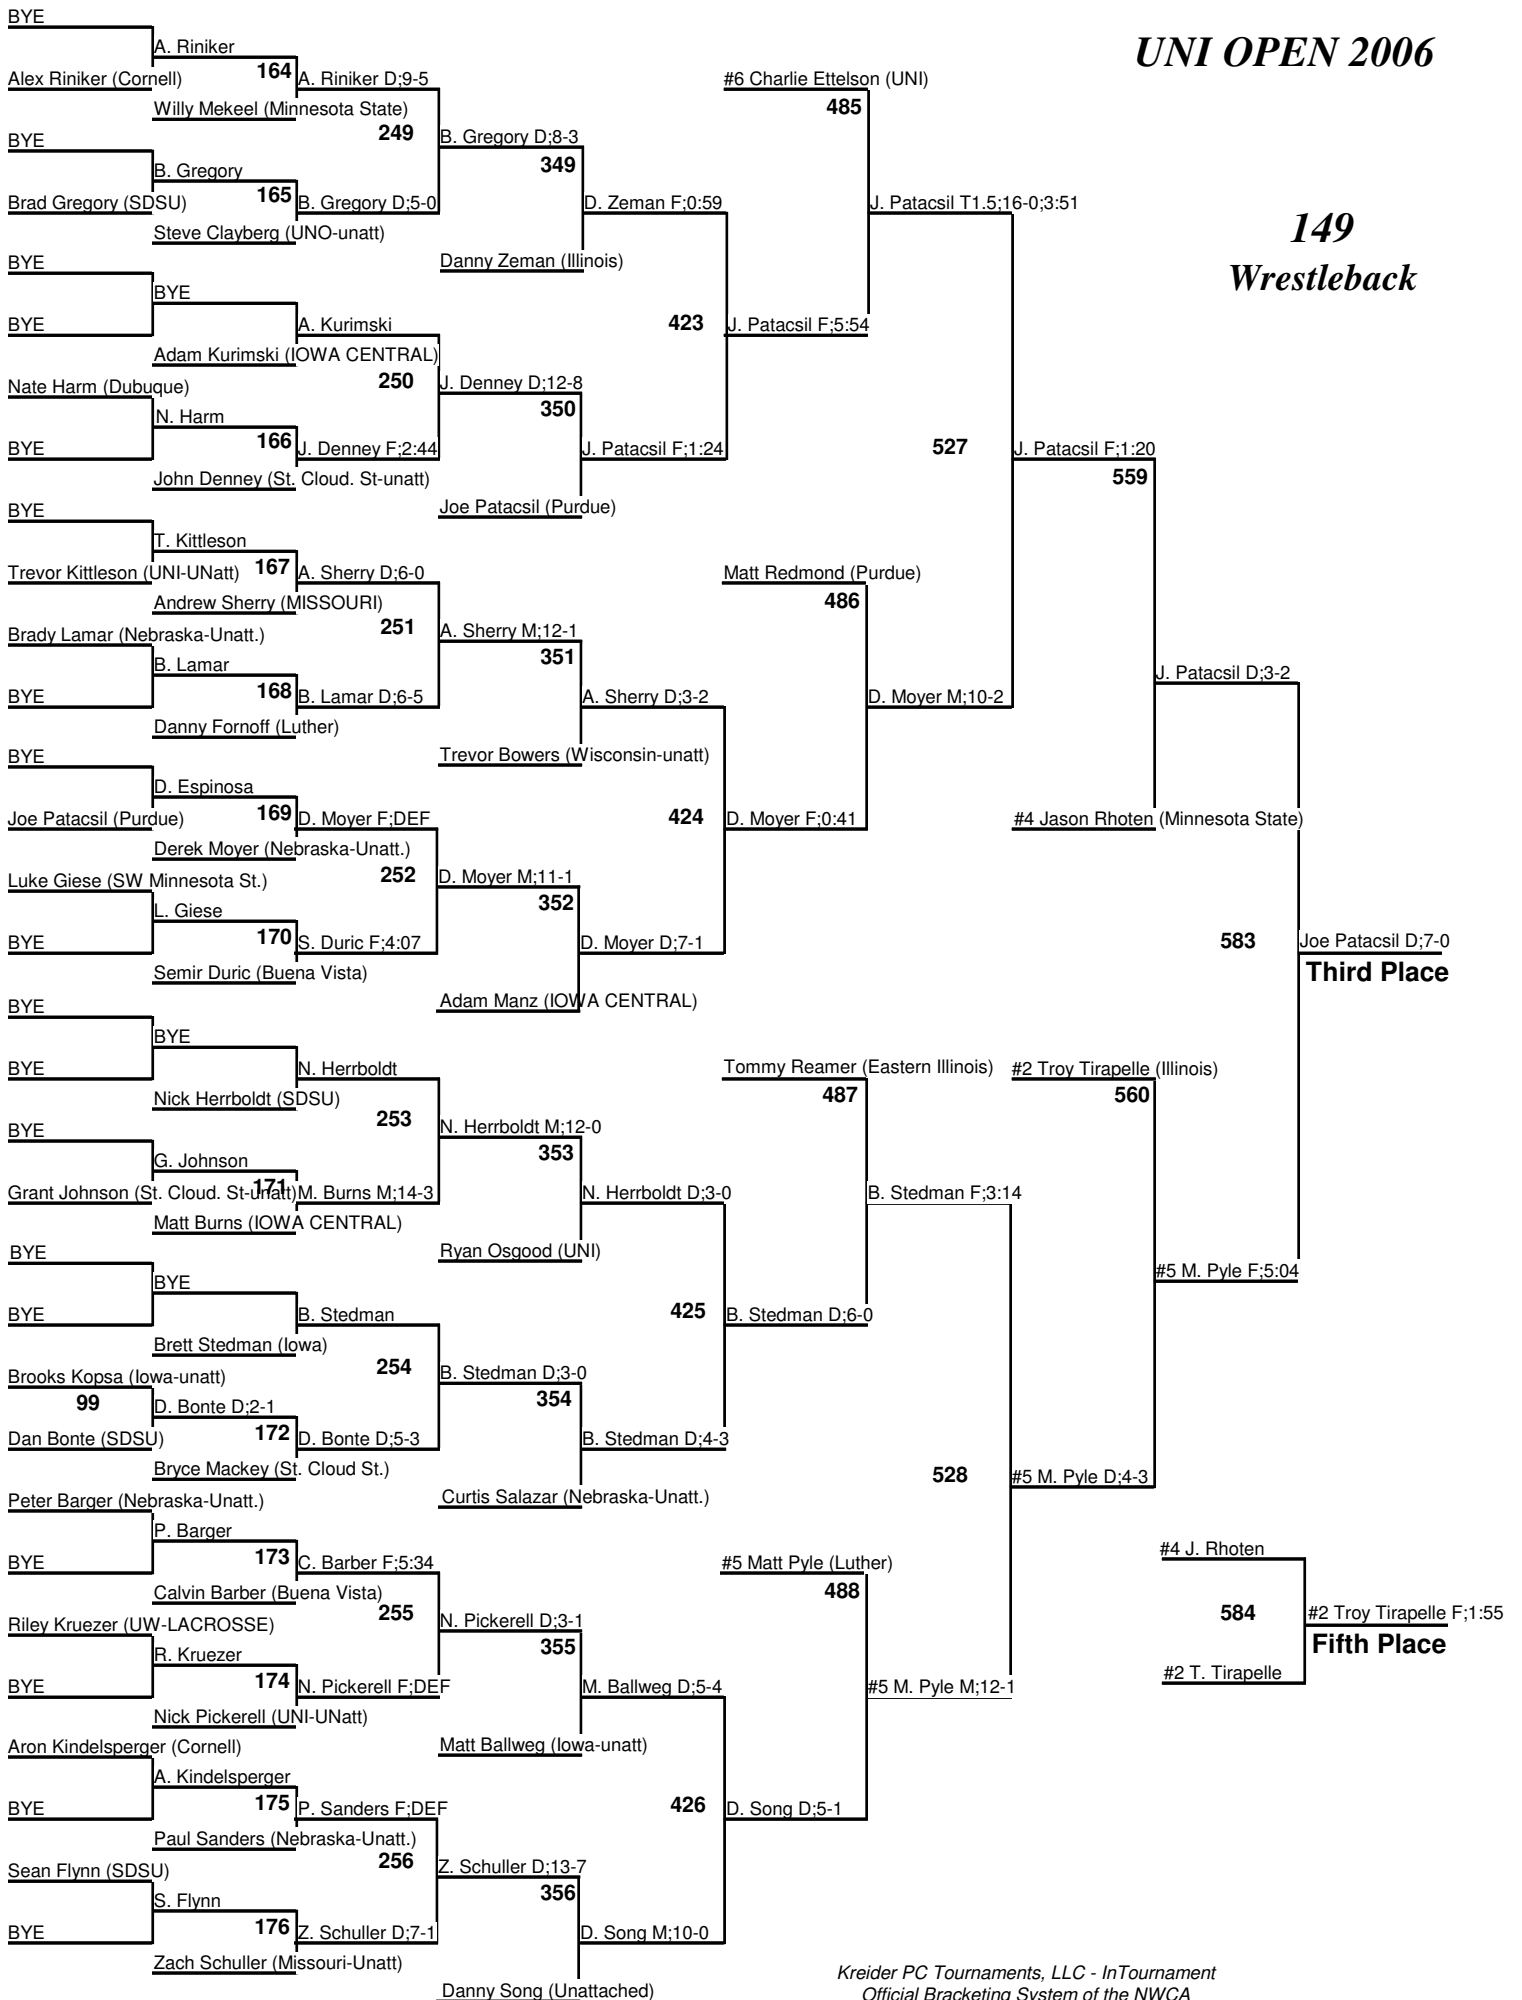 BYE
UNI OPEN 2006
A. Riniker
Alex Riniker (Cornell)
164
A. Riniker D;9-5
#6 Charlie Ettelson (UNI)
Willy Mekeel (Minnesota State)
485
249
BYE
B. Gregory D;8-3
349
B. Gregory
Brad Gregory (SDSU)
165
B. Gregory D;5-0
D. Zeman F;0:59
J. Patacsil T1.5;16-0;3:51
Steve Clayberg (UNO-unatt)
149
BYE
Danny Zeman (Illinois)
Wrestleback
BYE
BYE
A. Kurimski
423
J. Patacsil F;5:54
Adam Kurimski (IOWA CENTRAL)
250
Nate Harm (Dubuque)
J. Denney D;12-8
350
N. Harm
BYE
166
J. Denney F;2:44
J. Patacsil F;1:24
527
J. Patacsil F;1:20
John Denney (St. Cloud. St-unatt)
559
BYE
Joe Patacsil (Purdue)
T. Kittleson
Trevor Kittleson (UNI-UNatt)
167
A. Sherry D;6-0
Matt Redmond (Purdue)
Andrew Sherry (MISSOURI)
486
251
Brady Lamar (Nebraska-Unatt.)
A. Sherry M;12-1
351
B. Lamar
J. Patacsil D;3-2
BYE
168
B. Lamar D;6-5
A. Sherry D;3-2
D. Moyer M;10-2
Danny Fornoff (Luther)
BYE
Trevor Bowers (Wisconsin-unatt)
D. Espinosa
Joe Patacsil (Purdue)
169
D. Moyer F;DEF
424
D. Moyer F;0:41
#4 Jason Rhoten (Minnesota State)
Derek Moyer (Nebraska-Unatt.)
252
Luke Giese (SW Minnesota St.)
D. Moyer M;11-1
352
L. Giese
BYE
170
S. Duric F;4:07
D. Moyer D;7-1
583
Joe Patacsil D;7-0
Semir Duric (Buena Vista)
Third Place
BYE
Adam Manz (IOWA CENTRAL)
BYE
BYE
N. Herrboldt
Tommy Reamer (Eastern Illinois)
#2 Troy Tirapelle (Illinois)
Nick Herrboldt (SDSU)
487
560
253
BYE
N. Herrboldt M;12-0
353
G. Johnson
Grant Johnson (St. Cloud. St-unatt)
171
M. Burns M;14-3
N. Herrboldt D;3-0
B. Stedman F;3:14
Matt Burns (IOWA CENTRAL)
BYE
Ryan Osgood (UNI)
BYE
#5 M. Pyle F;5:04
BYE
B. Stedman
425
B. Stedman D;6-0
Brett Stedman (Iowa)
254
Brooks Kopsa (Iowa-unatt)
B. Stedman D;3-0
99
354
D. Bonte D;2-1
Dan Bonte (SDSU)
172
D. Bonte D;5-3
B. Stedman D;4-3
Bryce Mackey (St. Cloud St.)
528
#5 M. Pyle D;4-3
Peter Barger (Nebraska-Unatt.)
Curtis Salazar (Nebraska-Unatt.)
P. Barger
#4 J. Rhoten
BYE
173
C. Barber F;5:34
#5 Matt Pyle (Luther)
Calvin Barber (Buena Vista)
488
255
584
#2 Troy Tirapelle F;1:55
Riley Kruezer (UW-LACROSSE)
N. Pickerell D;3-1
355
Fifth Place
R. Kruezer
#2 T. Tirapelle
BYE
174
N. Pickerell F;DEF
M. Ballweg D;5-4
#5 M. Pyle M;12-1
Nick Pickerell (UNI-UNatt)
Aron Kindelsperger (Cornell)
Matt Ballweg (Iowa-unatt)
A. Kindelsperger
BYE
175
P. Sanders F;DEF
426
D. Song D;5-1
Paul Sanders (Nebraska-Unatt.)
256
Sean Flynn (SDSU)
Z. Schuller D;13-7
356
S. Flynn
BYE
176
Z. Schuller D;7-1
D. Song M;10-0
Zach Schuller (Missouri-Unatt)
Danny Song (Unattached)
Kreider PC Tournaments, LLC - InTournament
Official Bracketing System of the NWCA